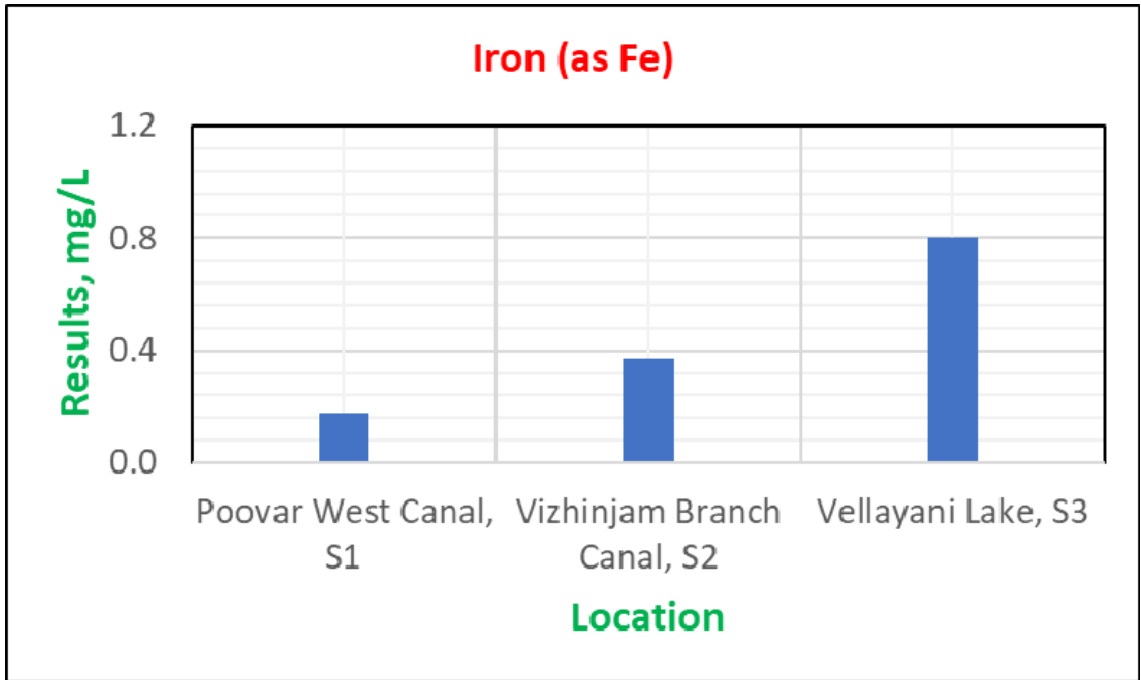 Iron (as Fe)
Results, mg/L
1.2
0.8
0.4
0.0
Poovar West Canal,
S1
Vizhinjam Branch
Canal, S2
Vellayani Lake, S3
Location